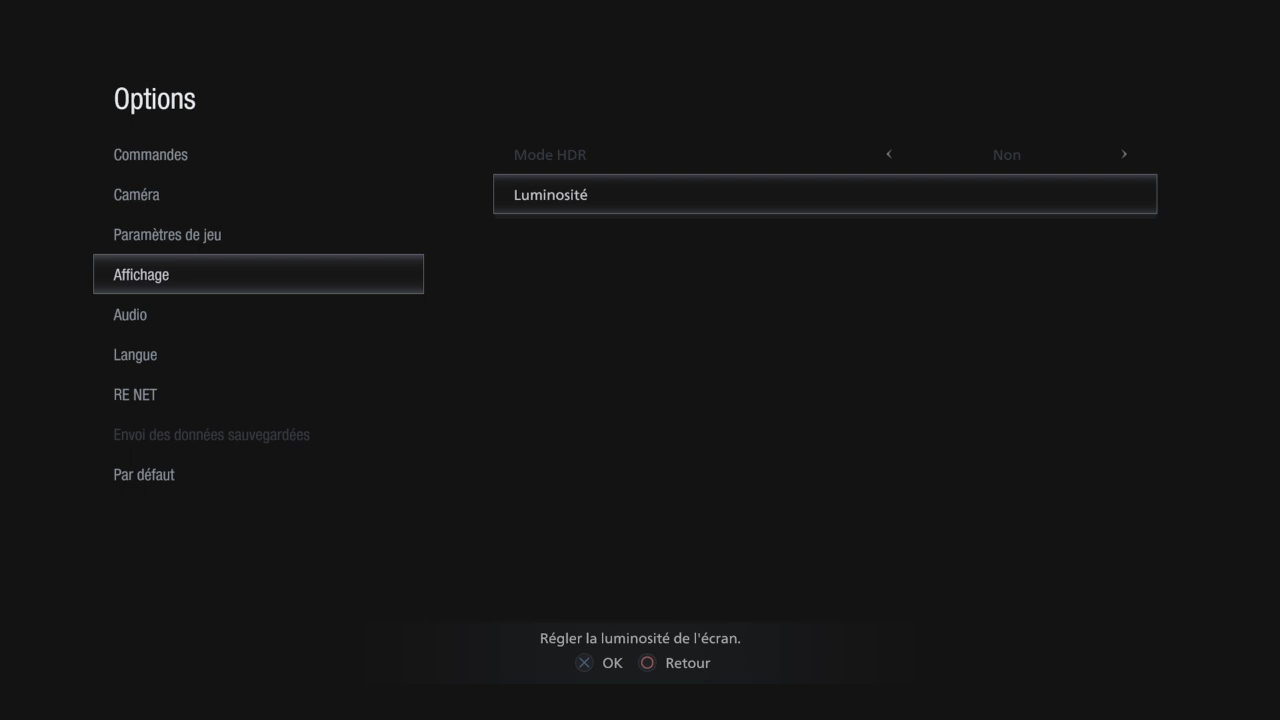 Options
Commandes
Caméra
Paramètres de jeu
Affichage
Audio
Langue
RE NET
Envoi des données sauvegardées
Par défaut
Mode HDR
Non
Luminosité
Régler la luminosité de l'écran.
OK Retour